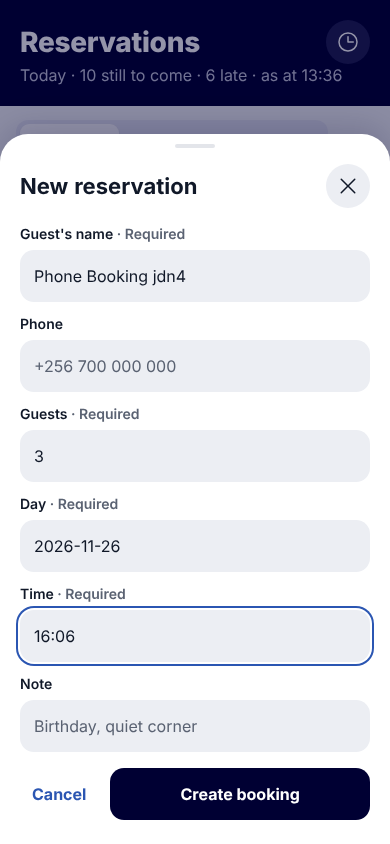 Reservations
Today · 10 still to come · 6 late · as at 13:36
New reservation
Guest's name · Required
Phone Booking jdn4
Phone
+256 700 000 000
Guests · Required
3
Day · Required
2026-11-26
Time · Required
16:06
Note
Birthday, quiet corner
Cancel
Create booking